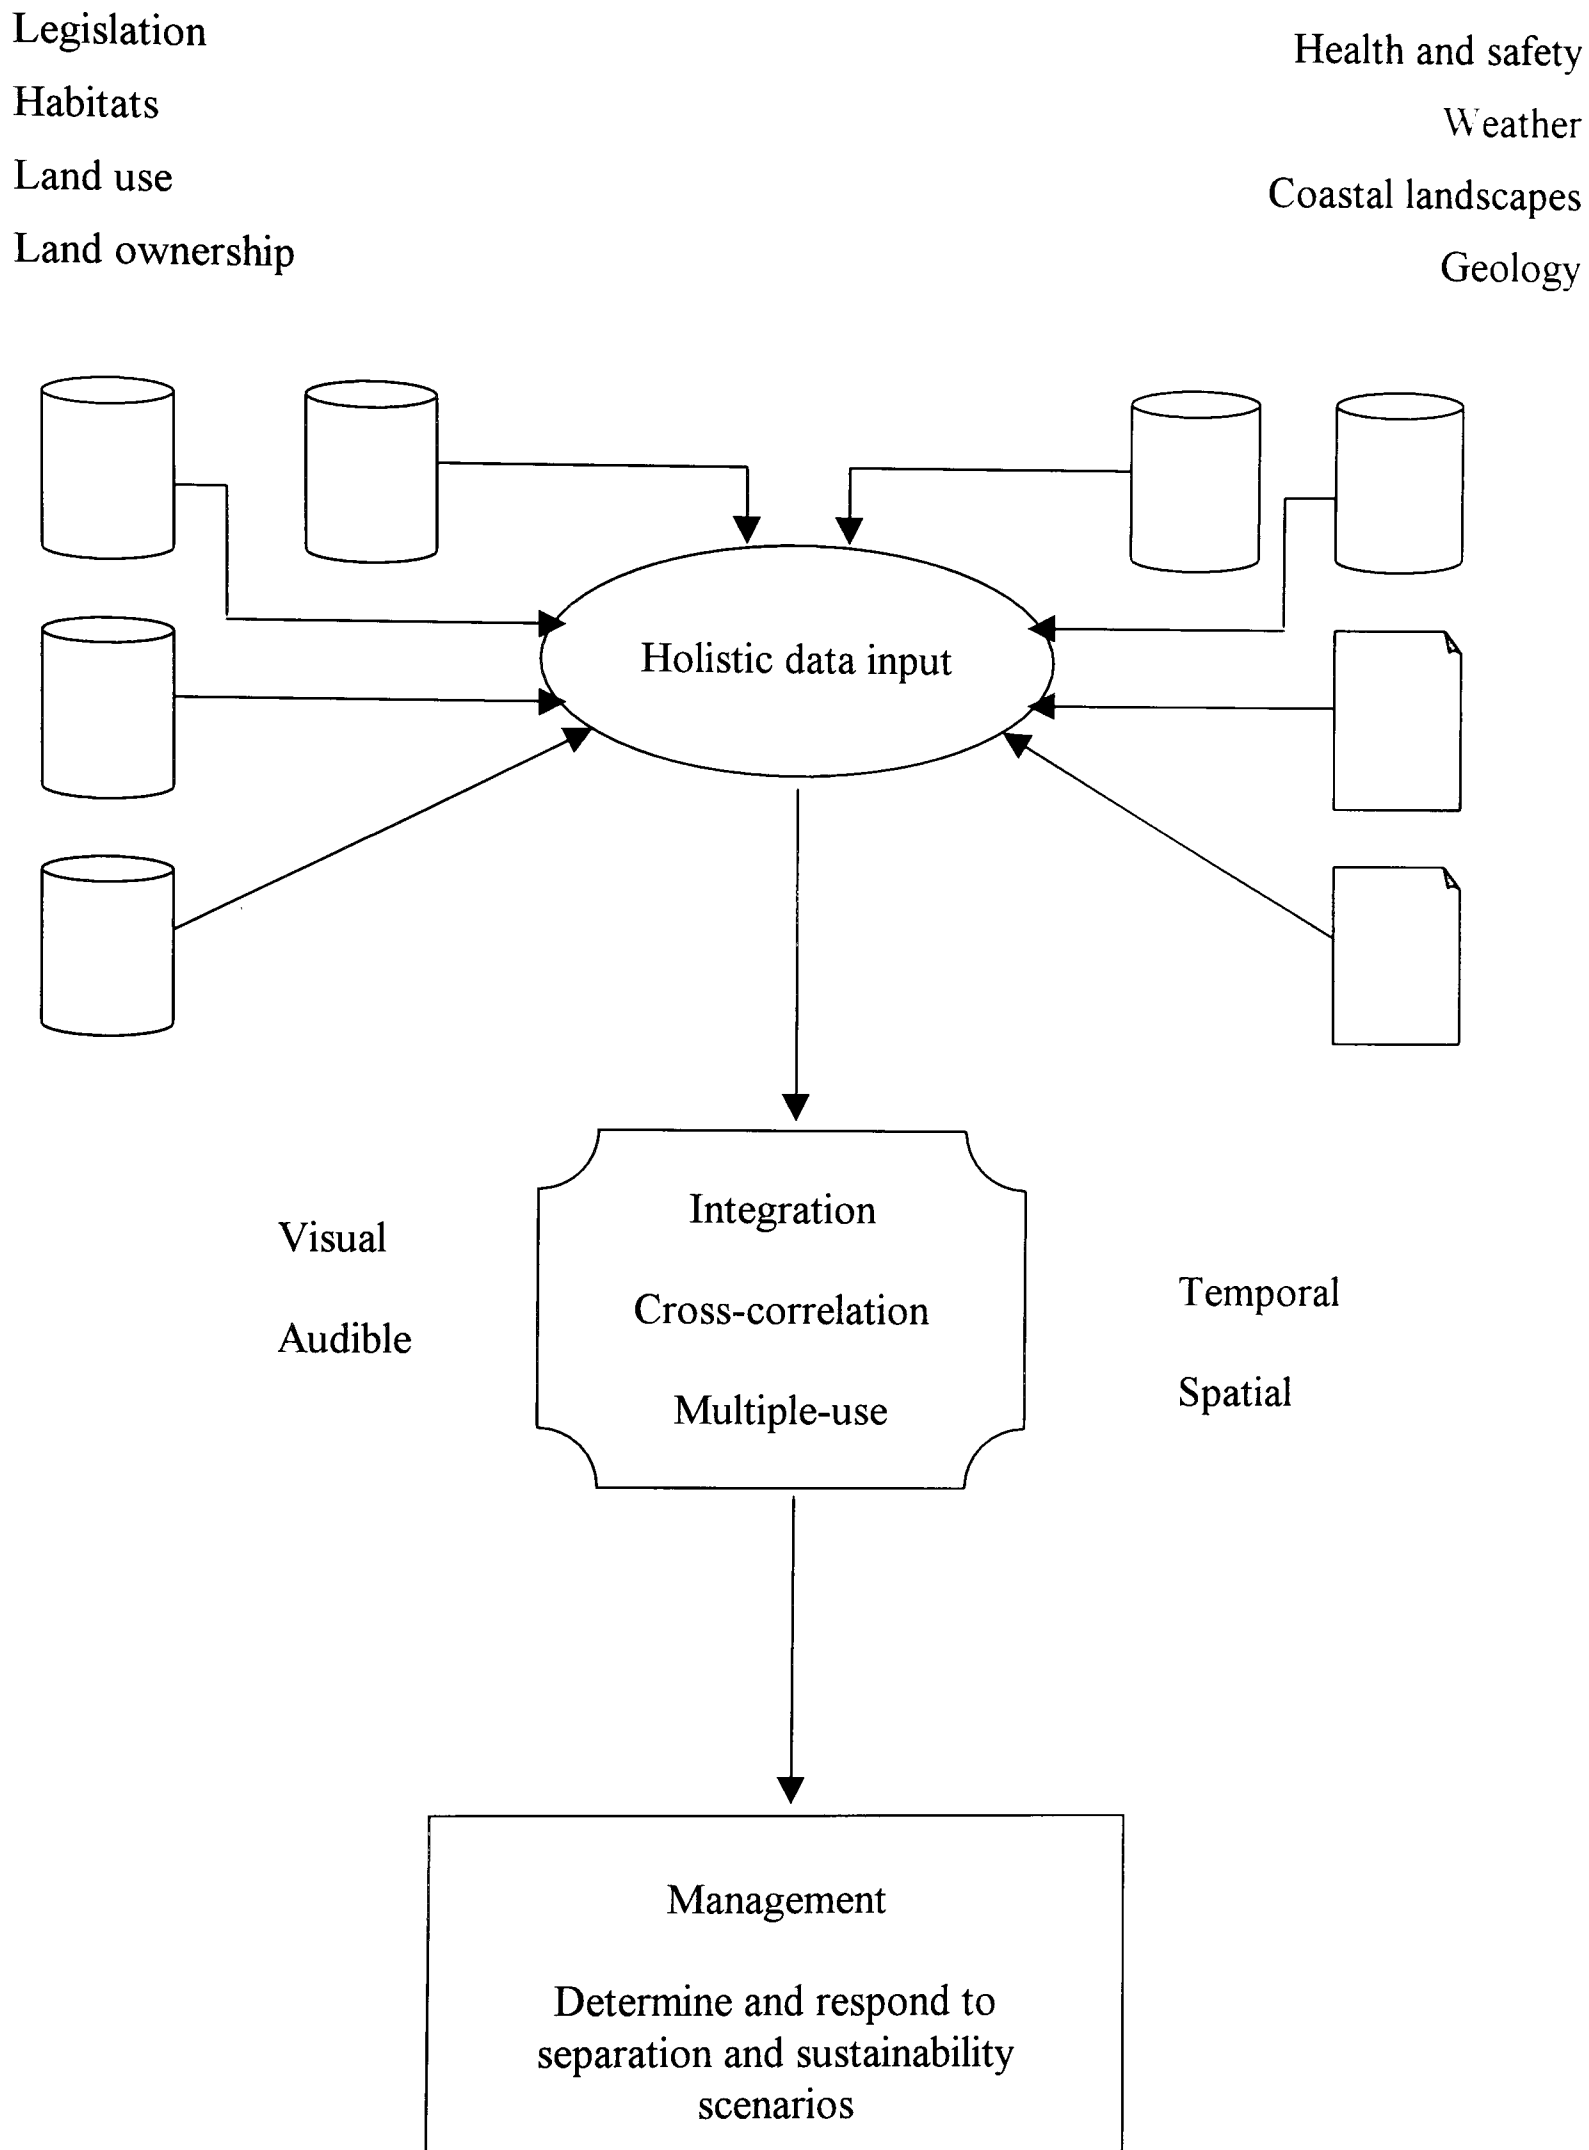 Legislation
Habitats
Land use
Land ownership
Health and safety
Weather
Coastal landscapes
Geology
Holistic data input
Visual
Audible
Integration
Cross-correlation
Multiple-use
Temporal
Spatial
Management
Determine and respond to
separation and sustainability
scenarios